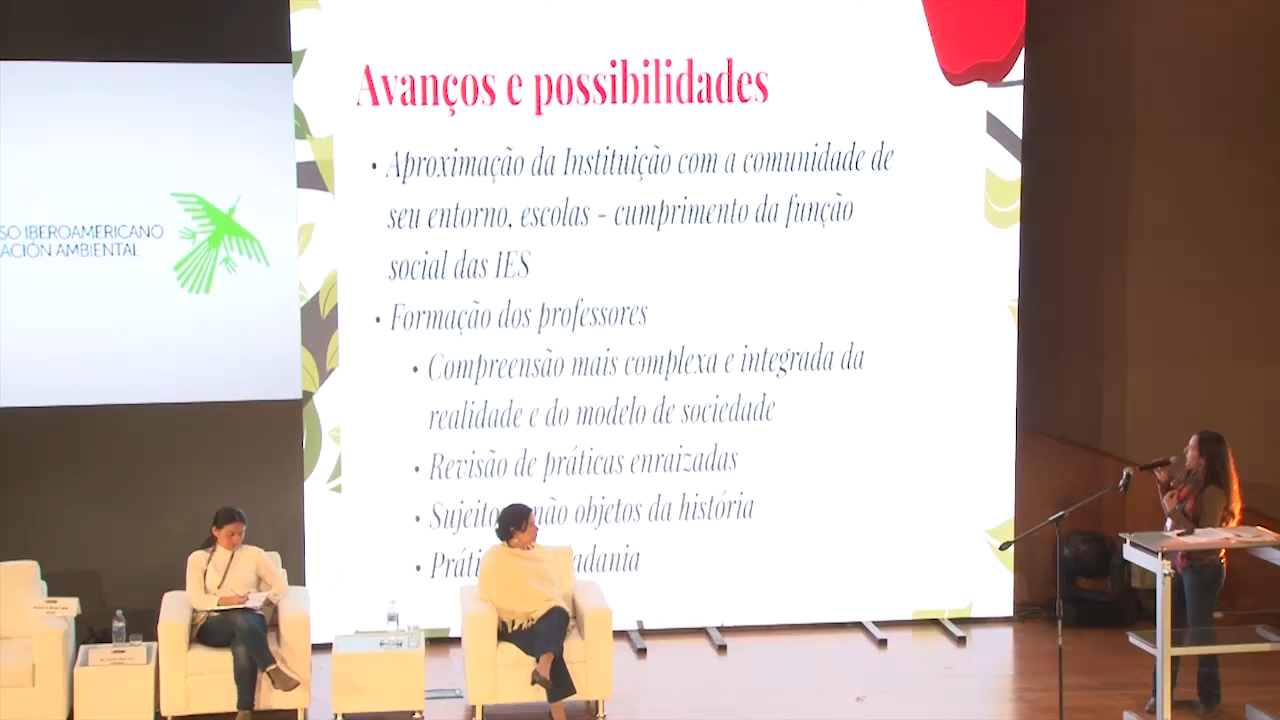 SO IBEROAMERICANO
ACIÓN AMBIENTAL
Avanços e possibilidades
• Aproximação da Instituição com a comunidade de
seu entorno, escolas - cumprimento da função
social das IES
• Formação dos professores
• Compreensão mais complexa e integrada da
realidade e do modelo de sociedade
• Revisão de práticas enraizadas
• Sujeito não objetos da história
• Práti adania